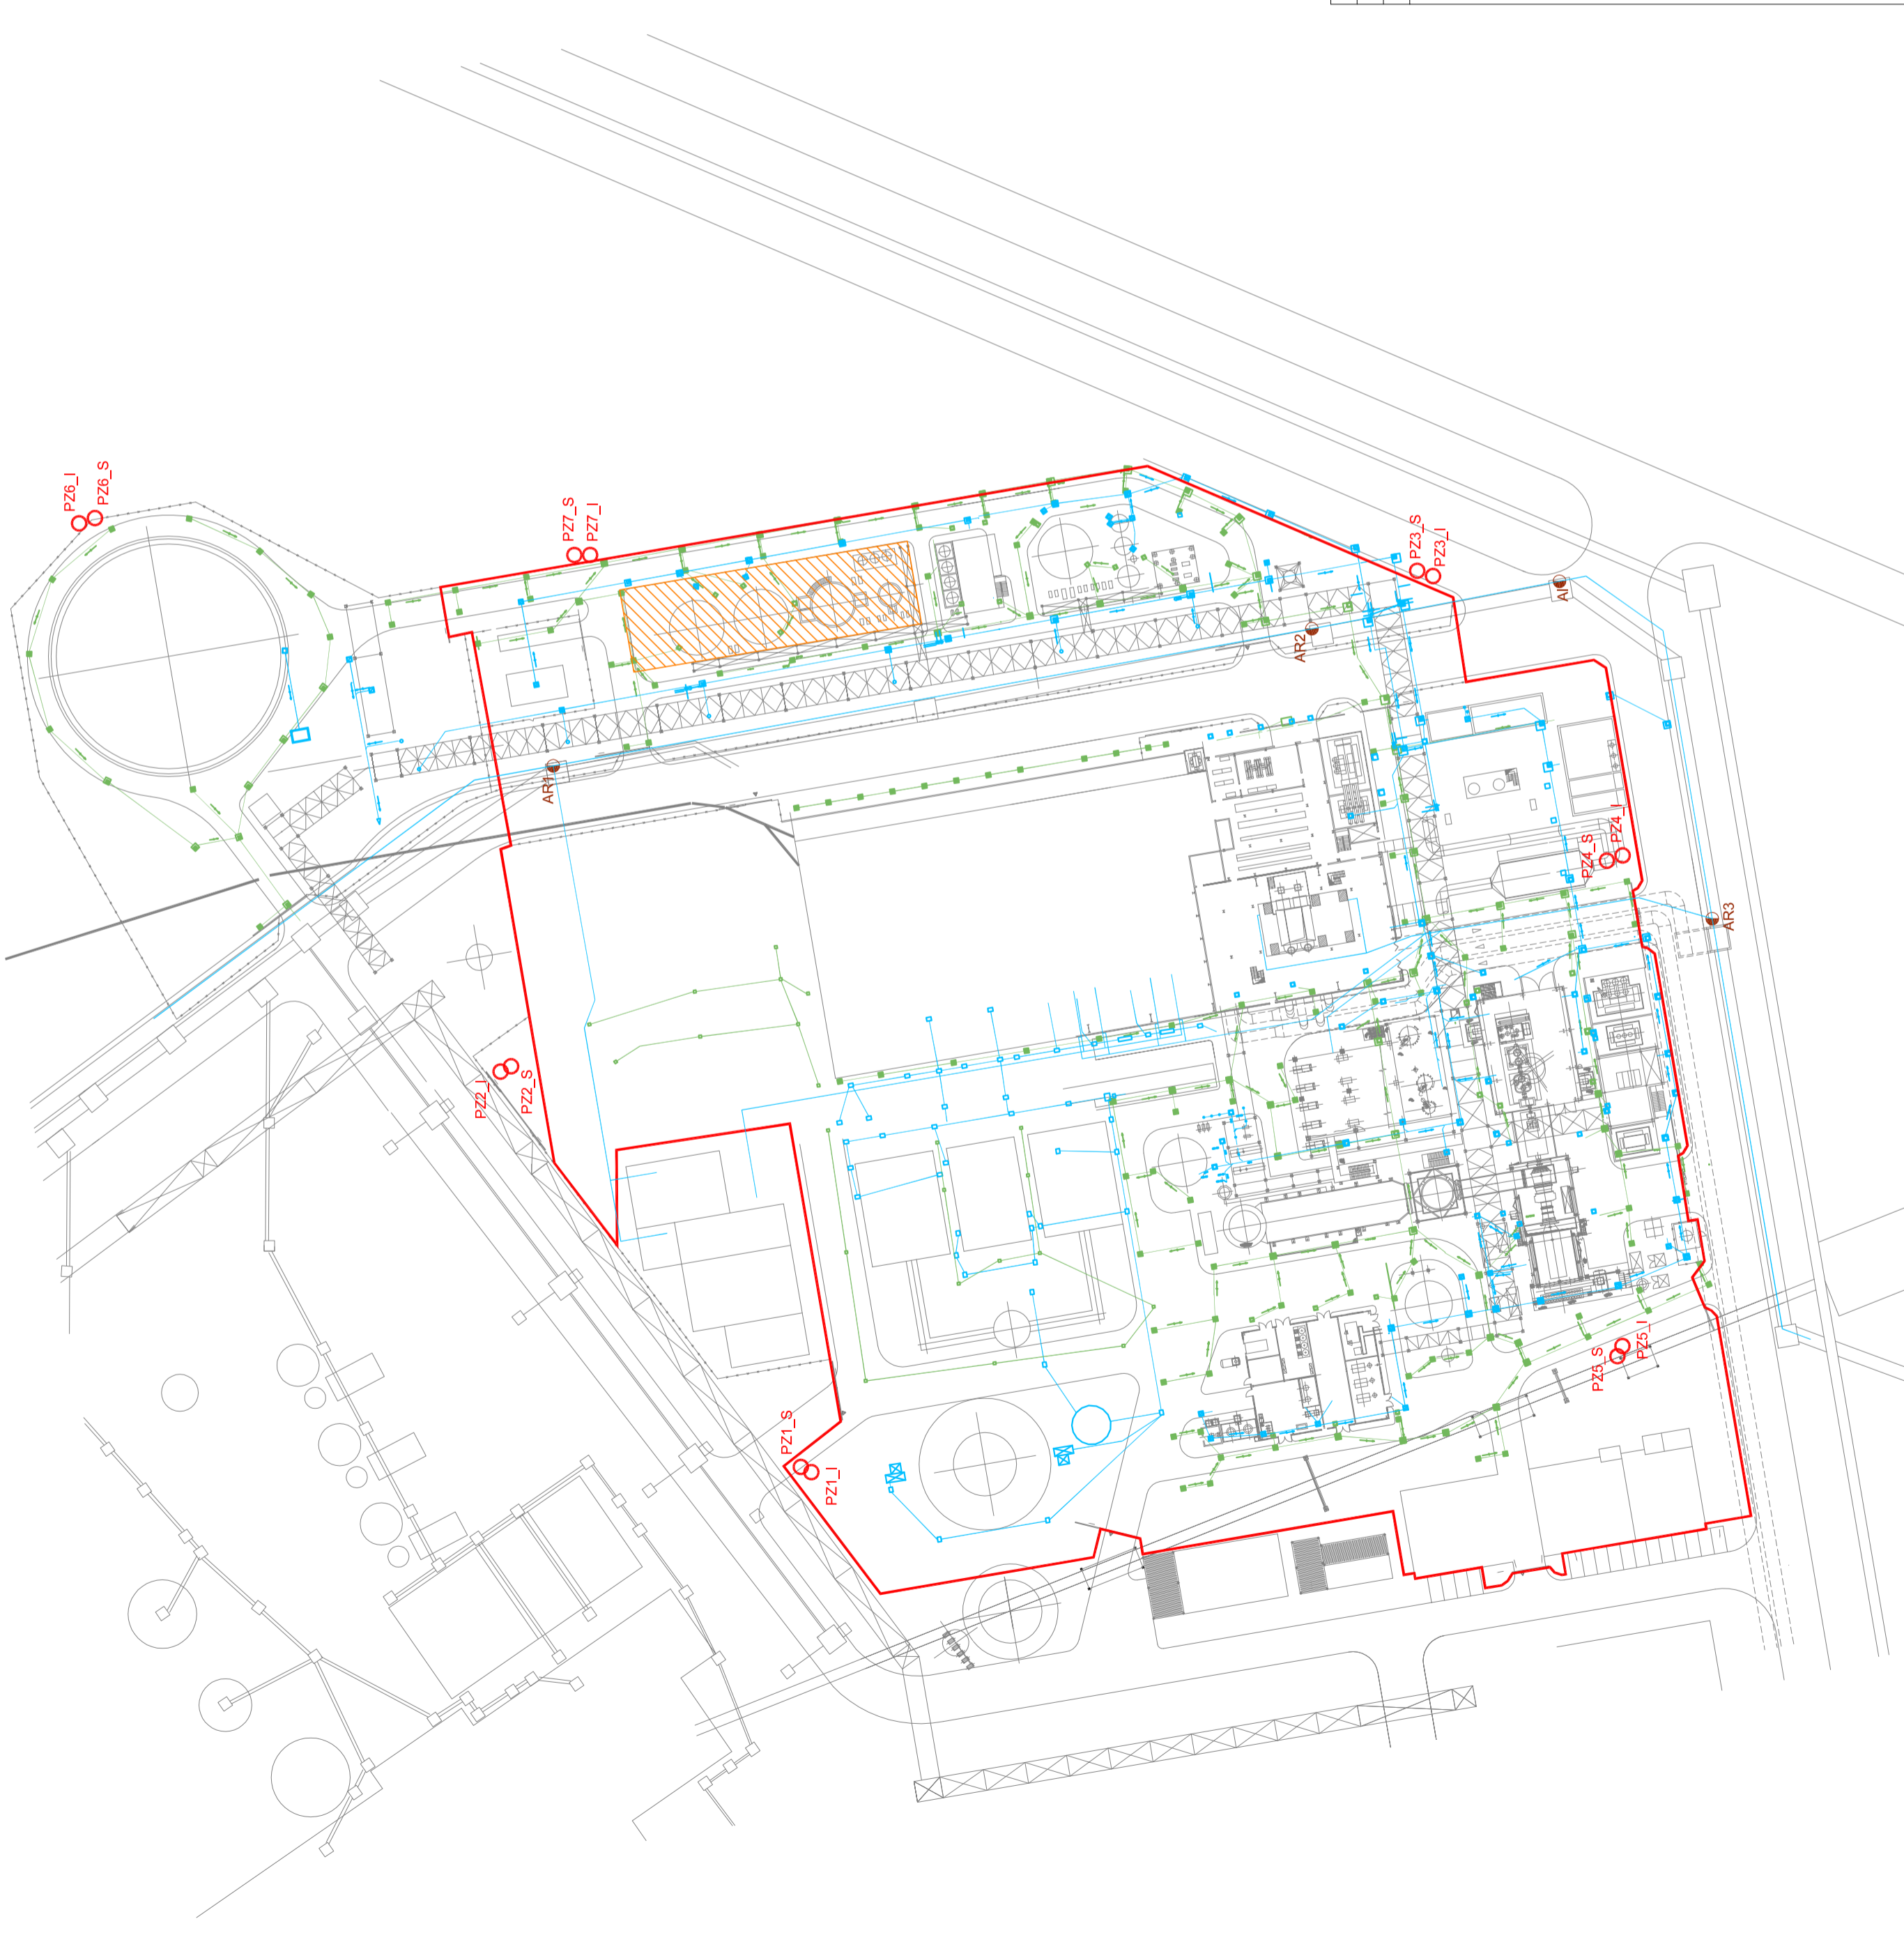 PZ6_I
PZ6_S
PZ7_S
PZ7_I
PZ3_S
PZ3_I
AI
AR2
AR1
PZ4_S
PZ4_I
AR3
PZ2_I
PZ2_S
PZ5_S
PZ5_I
PZ1_S
PZ1_I